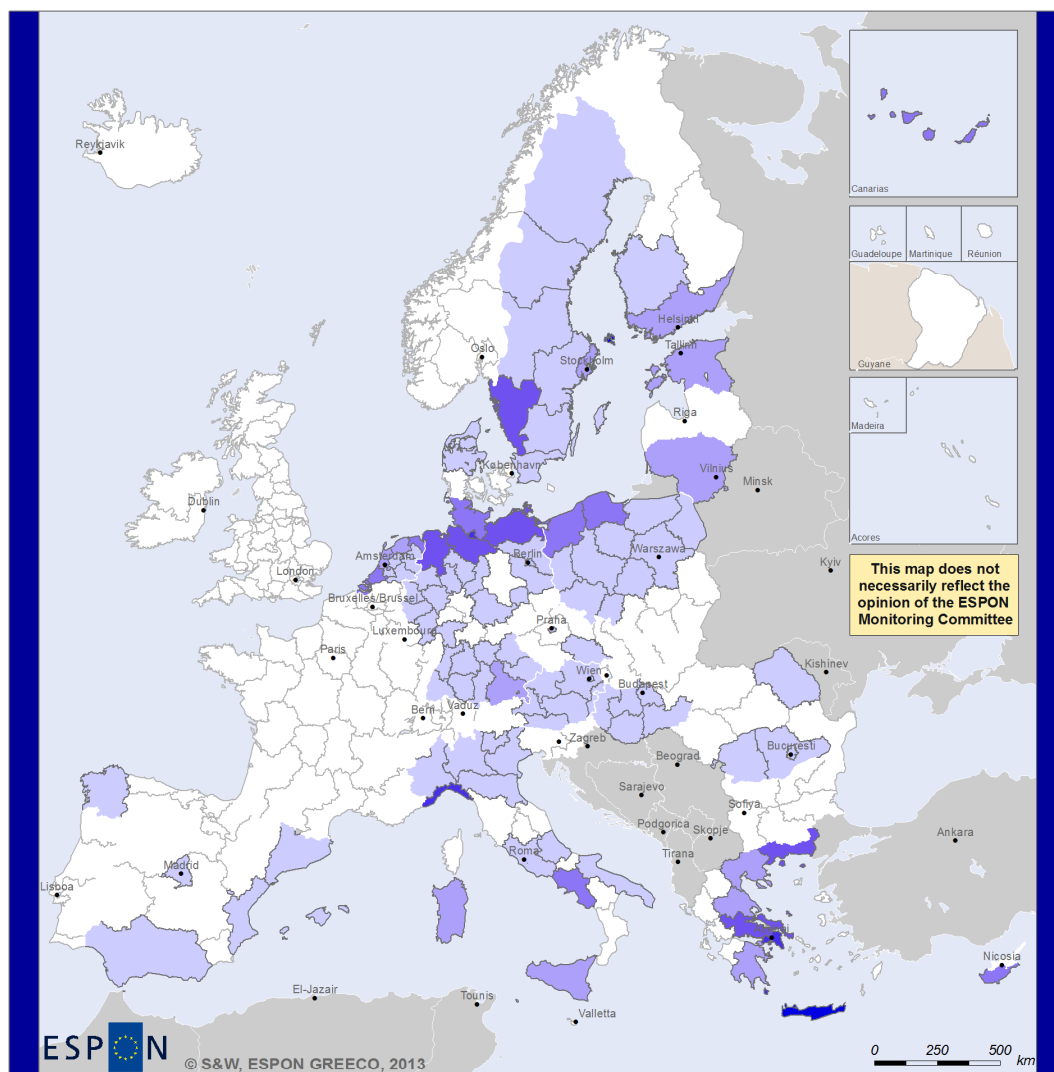 Canarias
Reykjavik
Guadeloupe
Martinique
Réunion
Helsinki
Oslo
Tallinn
Stockholm
Guyane
Riga
Madeira
København
Vilnius
Minsk
Dublin
Acores
Amsterdam
Berlin
Warszawa
London
Kyiv
This map does not
necessarily reflect the
opinion of the ESPON
Monitoring Committee
Bruxelles/Brussel
Praha
Luxembourg
Paris
Kishinev
Wien
Budapest
Bern
Vaduz
Zagreb
Bucuresti
Beograd
Sarajevo
Sofiya
Podgorica
Skopje
Ankara
Roma
Tirana
Madrid
Lisboa
Nicosia
El-Jazair
Tounis
Valletta
ESPON
© S&W, ESPON GREECO, 2013
0 250 500
km